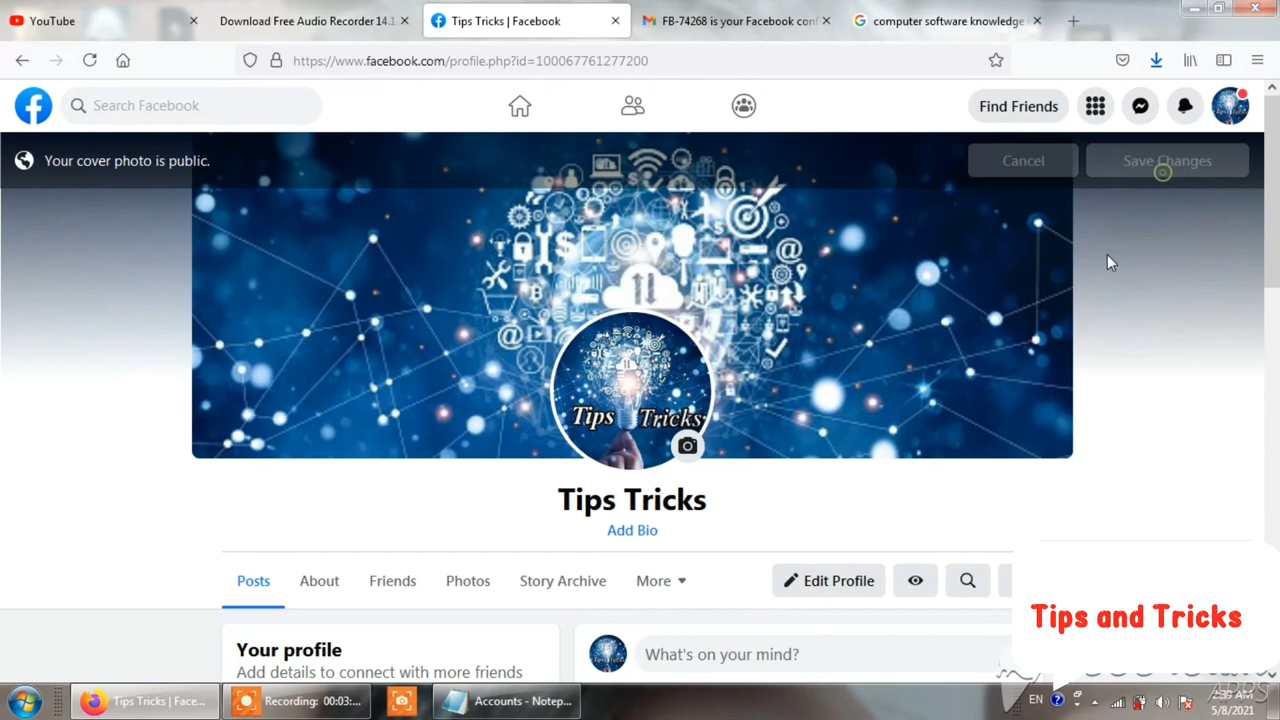 YouTube
Download Free Audio Recorder 14.1
Tips Tricks | Facebook
FB-74268 is your Facebook conf
computer software knowledge
https://www.facebook.com/profile.php?id=100067761277200
Search Facebook
Find Friends
Your cover photo is public.
Cancel
Save Changes
Tips Tricks
Tips Tricks
Add Bio
Posts
About
Friends
Photos
Story Archive
More
Edit Profile
Tips and Tricks
Your profile
Add details to connect with more friends
What's on your mind?
Tips Tricks | Face...
Recording: 00:03:...
Accounts - Notep...
EN
2:39 AM
5/8/2021